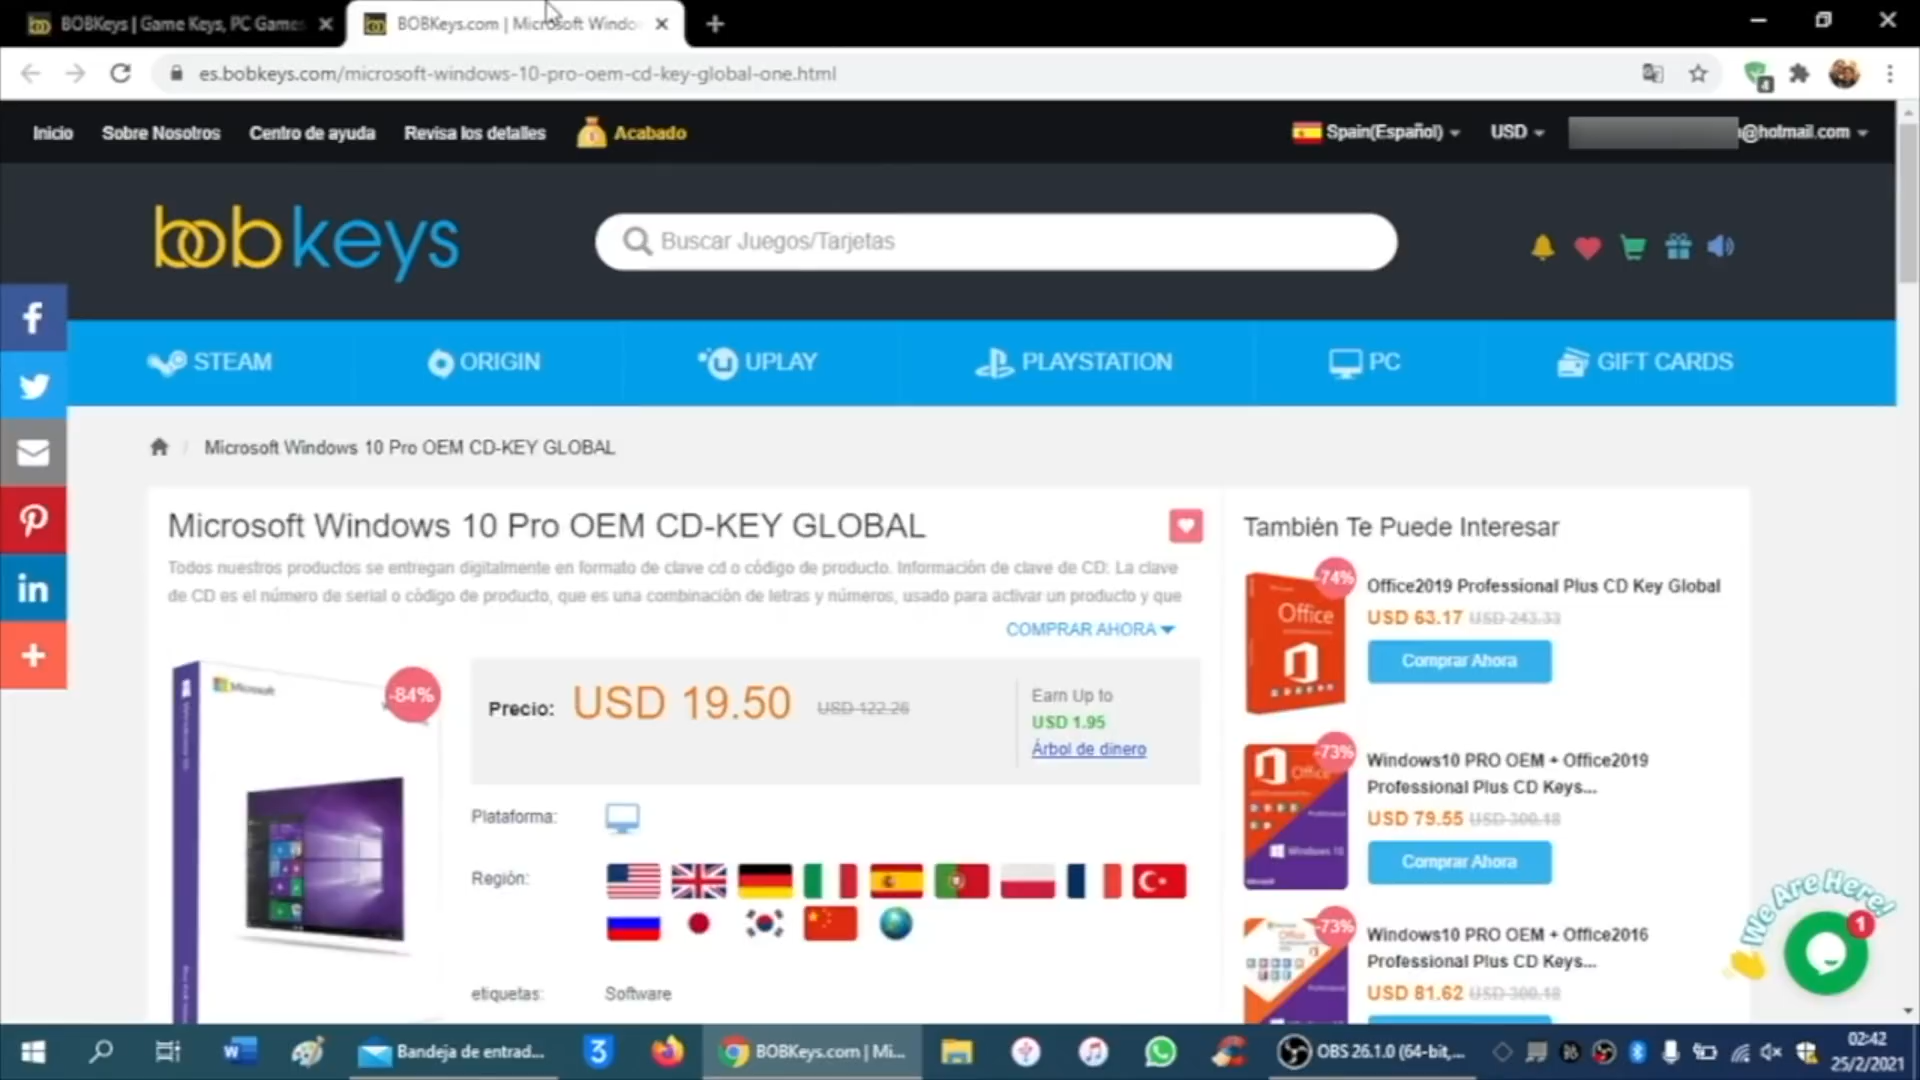 BOBKeys | Game Keys, PC Games
BOBKeys.com | Microsoft Windo
es.bobkeys.com/microsoft-windows-10-pro-oem-cd-key-global-one.html
4
Inicio Sobre Nosotros Centro de ayuda Revisa los detalles Acabado
Spain(Español) USD @hotmail.com
bobkeys
Buscar Juegos/Tarjetas
STEAM ORIGIN UPLAY PLAYSTATION PC GIFT CARDS
Microsoft Windows 10 Pro OEM CD-KEY GLOBAL
Microsoft Windows 10 Pro OEM CD-KEY GLOBAL
Todos nuestros productos se entregan digitalmente en formato de clave cd o código de producto. Información de clave de CD: La clave
de CD es el número de serial o código de producto, que es una combinación de letras y números, usado para activar un producto y que
COMPRAR AHORA
Microsoft
-84%
Precio: USD 19.50 USD 122.26
Earn Up to
USD 1.95
Árbol de dinero
Plataforma:
Región:
etiquetas: Software
También Te Puede Interesar
-74%
Office
Office2019 Professional Plus CD Key Global
USD 63.17 USD 243.33
Comprar Ahora
-73%
Office
Windows 10
Windows10 PRO OEM + Office2019
Professional Plus CD Keys...
USD 79.55 USD 300.18
Comprar Ahora
-73%
Office
Windows10 PRO OEM + Office2016
Professional Plus CD Keys...
USD 81.62 USD 300.18
We Are Here!
1
Bandeja de entrad...
BOBKeys.com | Mi...
OBS 26.1.0 (64-bit,...
02:42
25/2/2021